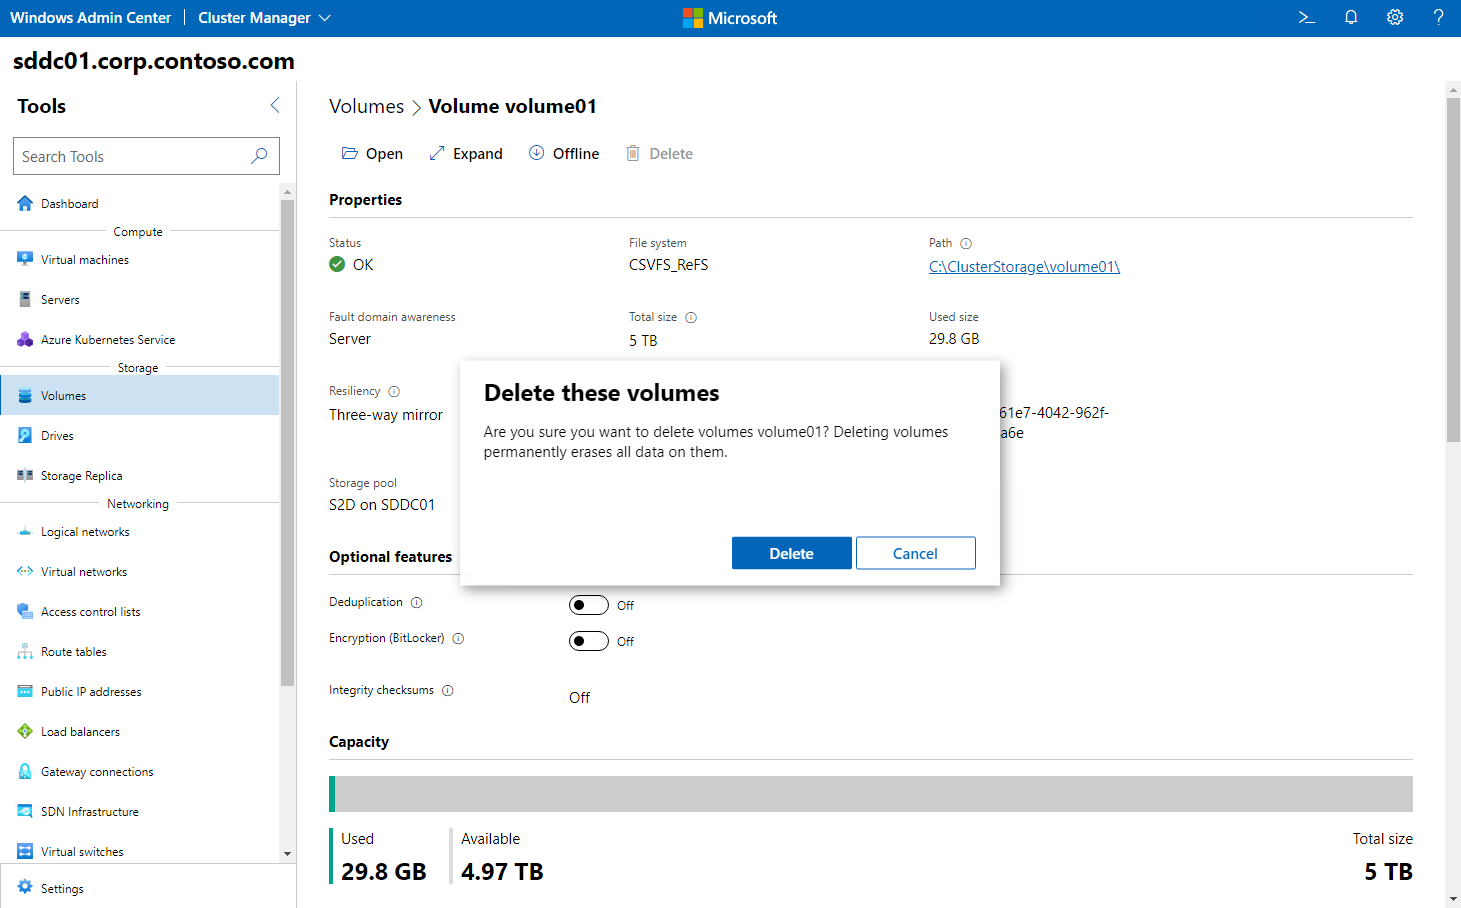 Windows Admin Center | Cluster Manager
Microsoft
>_
?
sddc01.corp.contoso.com
Tools
Search Tools
Dashboard
Compute
Virtual machines
Servers
Azure Kubernetes Service
Storage
Volumes
Drives
Storage Replica
Networking
Logical networks
Virtual networks
Access control lists
Route tables
Public IP addresses
Load balancers
Gateway connections
SDN Infrastructure
Virtual switches
Settings
Volumes > Volume volume01
Open Expand Offline Delete
Properties
Status File system Path
OK CSVFS_ReFS C:\ClusterStorage\volume01\
Fault domain awareness Total size Used size
Server 5 TB 29.8 GB
Resiliency
Three-way mirror
61e7-4042-962f-
a6e
Storage pool
S2D on SDDC01
Delete these volumes
Are you sure you want to delete volumes volume01? Deleting volumes
permanently erases all data on them.
Delete Cancel
Optional features
Deduplication Off
Encryption (BitLocker) Off
Integrity checksums Off
Capacity
Used Available Total size
29.8 GB 4.97 TB 5 TB